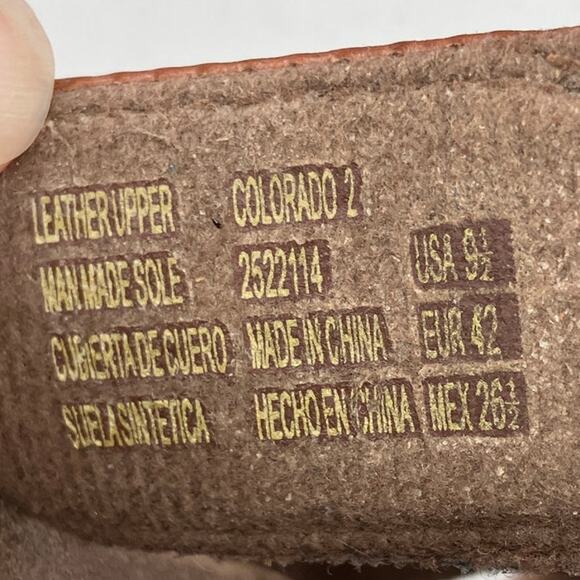 LEATHER UPPER COLORADO 2
MAN MADE SOLE 2522114 USA 9½
CUBIERTA DE CUERO MADE IN CHINA EUR 42
SUELA SINTETICA HECHO EN CHINA MEX 26½